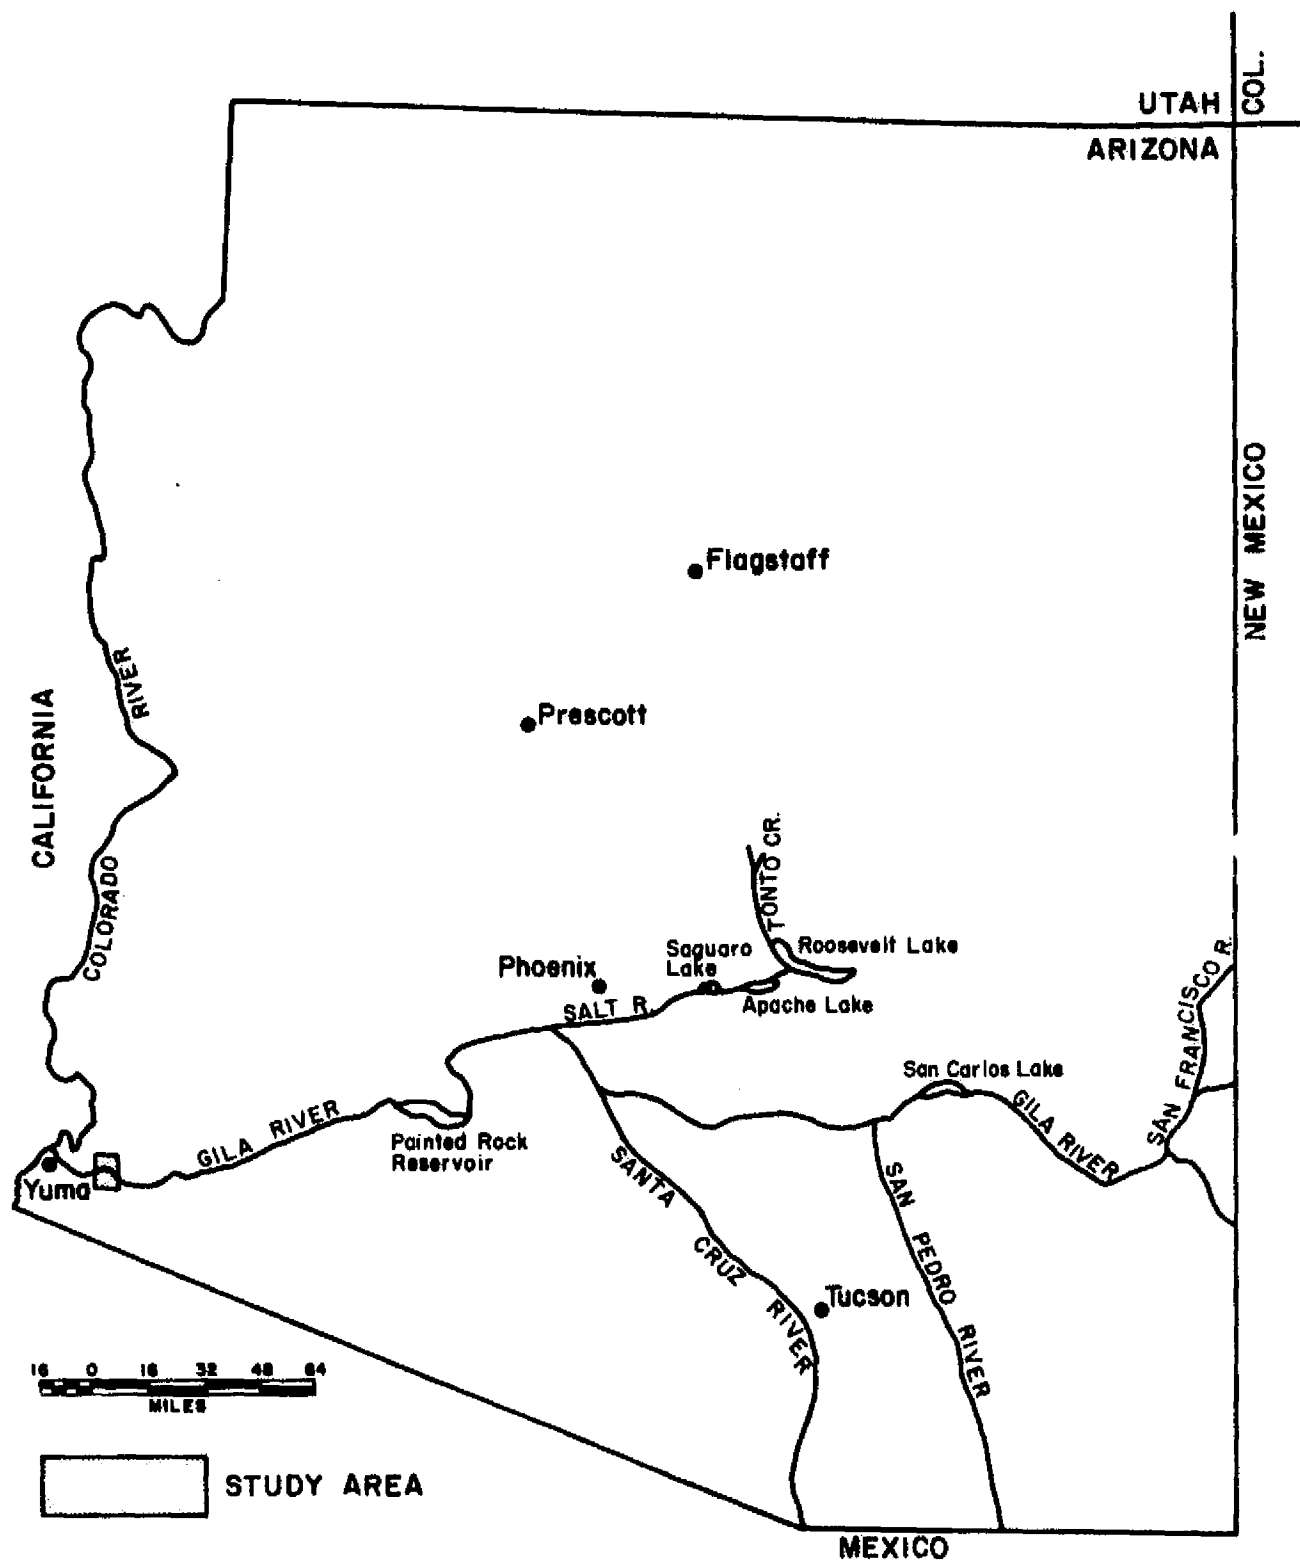 UTAH
COL.
ARIZONA
NEW MEXICO
Flagstaff
RIVER
CALIFORNIA
Prescott
COLORADO
TONTO CR.
Roosevelt Lake
Saguaro
Lake
Phoenix
Apache Lake
SALT R.
SAN FRANCISCO R.
San Carlos Lake
GILA RIVER
GILA RIVER
Painted Rock
Reservoir
Yuma
SANTA CRUZ RIVER
SAN PEDRO RIVER
Tucson
16 0 16 32 48 64
MILES
STUDY AREA
MEXICO